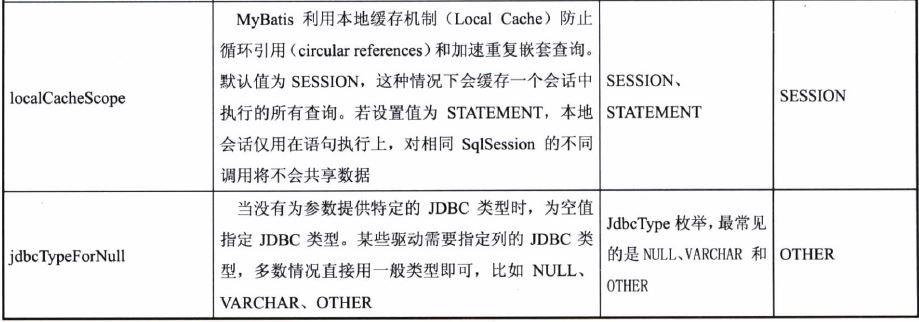 localCacheScope
MyBatis 利用本地缓存机制（Local Cache）防止
循环引用（circular references）和加速重复嵌套查询。
默认值为 SESSION，这种情况下会缓存一个会话中
执行的所有查询。若设置值为 STATEMENT，本地
会话仅用在语句执行上，对相同 SqlSession 的不同
调用将不会共享数据
SESSION、
STATEMENT
SESSION
jdbcTypeForNull
当没有为参数提供特定的 JDBC 类型时，为空值
指定 JDBC 类型。某些驱动需要指定列的 JDBC 类
型，多数情况直接用一般类型即可，比如 NULL、
VARCHAR、OTHER
JdbcType 枚举，最常见
的是 NULL、VARCHAR 和
OTHER
OTHER